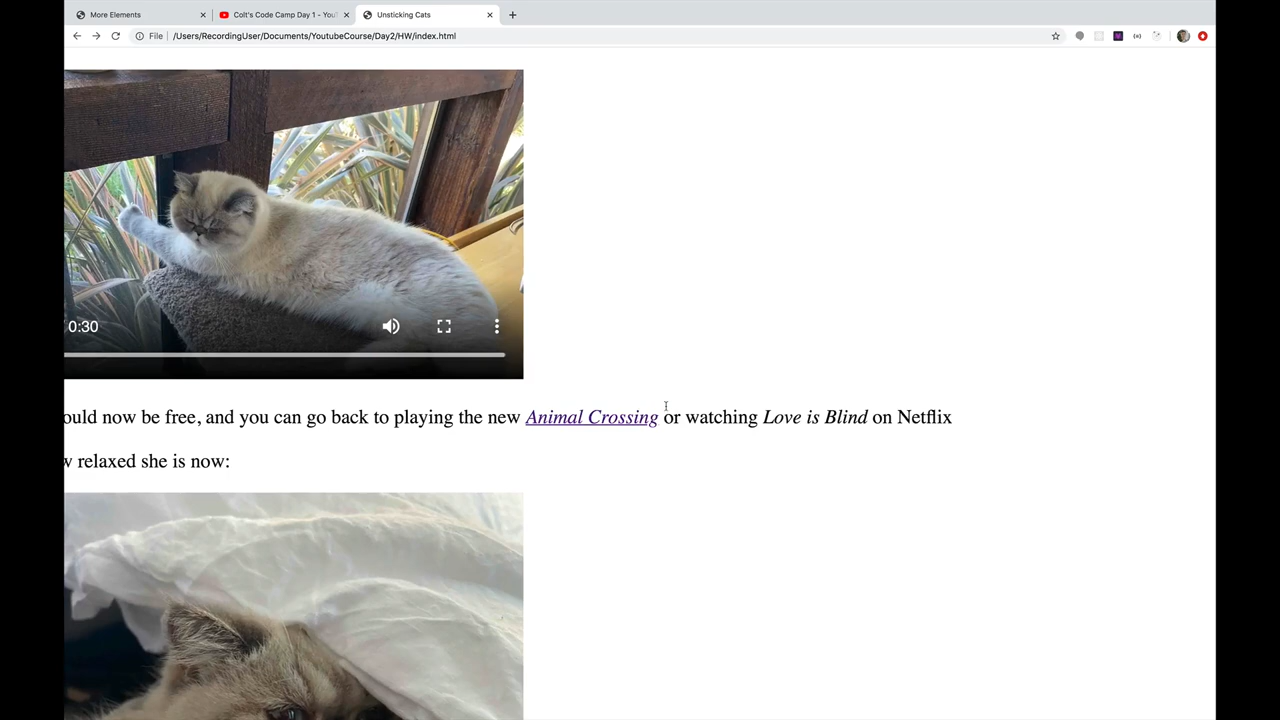 More Elements
Colt's Code Camp Day 1 - You
Unsticking Cats
File
/Users/RecordingUser/Documents/YoutubeCourse/Day2/HW/index.html
0:30
ould now be free, and you can go back to playing the new Animal Crossing or watching Love is Blind on Netflix
w relaxed she is now: